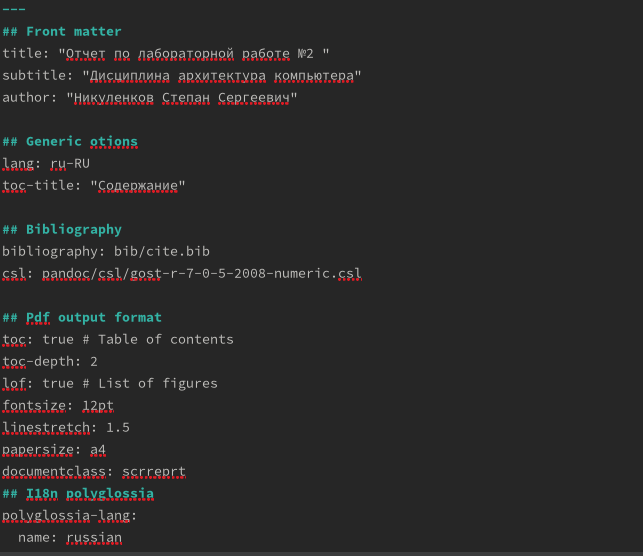 ---
## Front matter
title: "Отчет по лабораторной работе №2 "
subtitle: "Дисциплина архитектура компьютера"
author: "Никуленков Степан Сергеевич"
## Generic otions
lang: ru-RU
toc-title: "Содержание"
## Bibliography
bibliography: bib/cite.bib
csl: pandoc/csl/gost-r-7-0-5-2008-numeric.csl
## Pdf output format
toc: true # Table of contents
toc-depth: 2
lof: true # List of figures
fontsize: 12pt
linestretch: 1.5
papersize: a4
documentclass: scrreprt
## I18n polyglossia
polyglossia-lang:
  name: russian